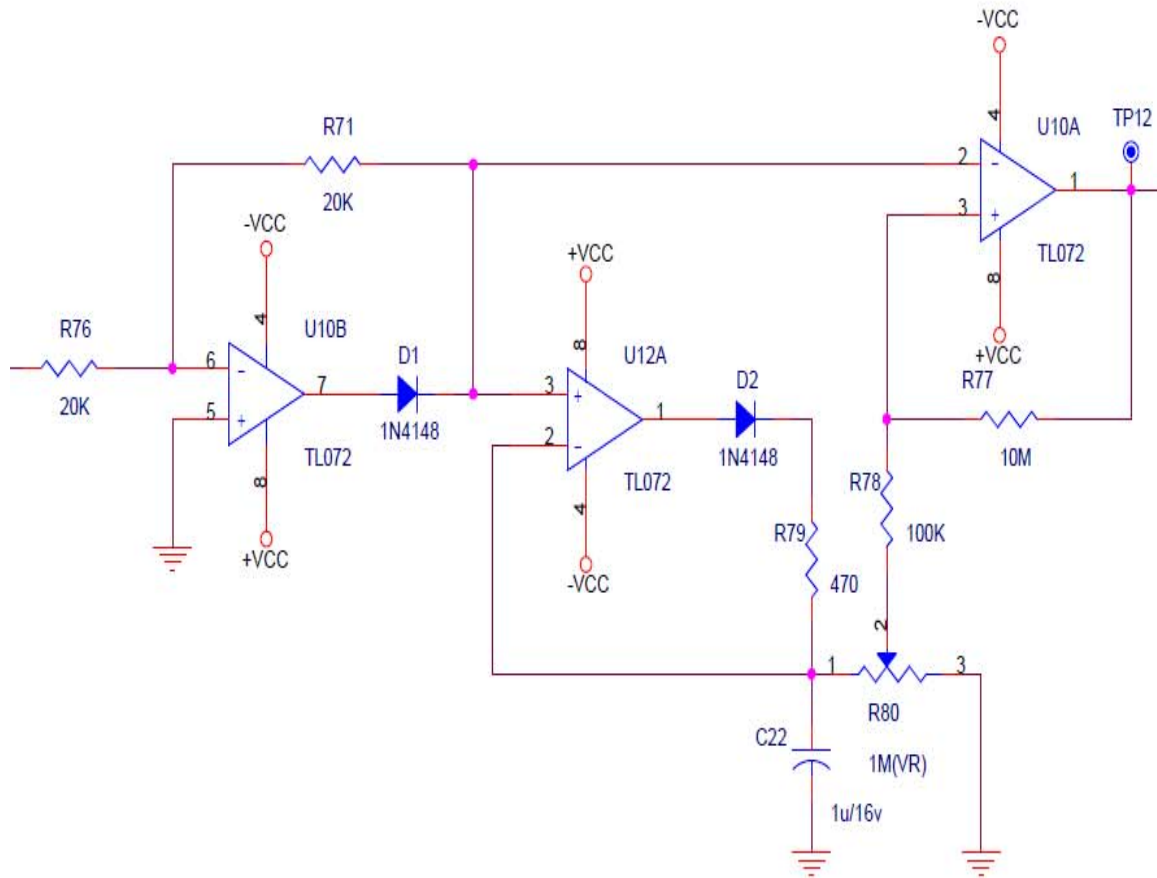 -VCC
4
U10A
TP12
R71
20K
2
3
1
8
TL072
+VCC
-VCC
4
U10B
R76
20K
6
5
7
D1
1N4148
TL072
8
+VCC
+VCC
8
U12A
3
2
1
D2
1N4148
TL072
4
-VCC
R77
10M
R78
100K
R79
470
2
1
3
R80
1M(VR)
C22
1u/16v